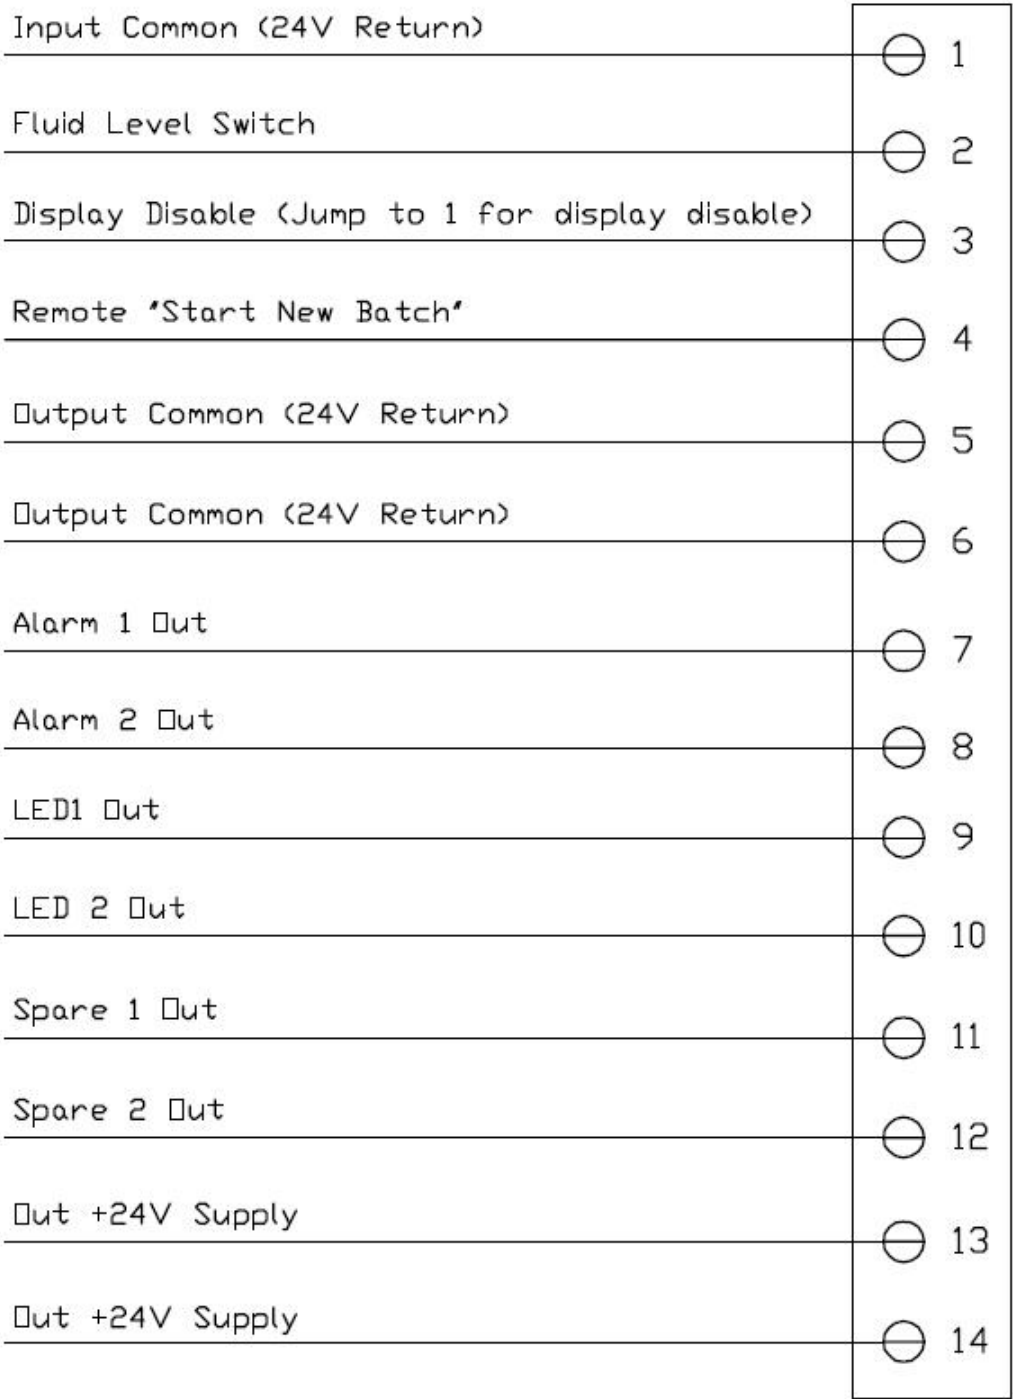 Input Common (24V Return)
1
Fluid Level Switch
2
Display Disable (Jump to 1 for display disable)
3
Remote "Start New Batch"
4
Output Common (24V Return)
5
Output Common (24V Return)
6
Alarm 1 Out
7
Alarm 2 Out
8
LED1 Out
9
LED 2 Out
10
Spare 1 Out
11
Spare 2 Out
12
Out +24V Supply
13
Out +24V Supply
14